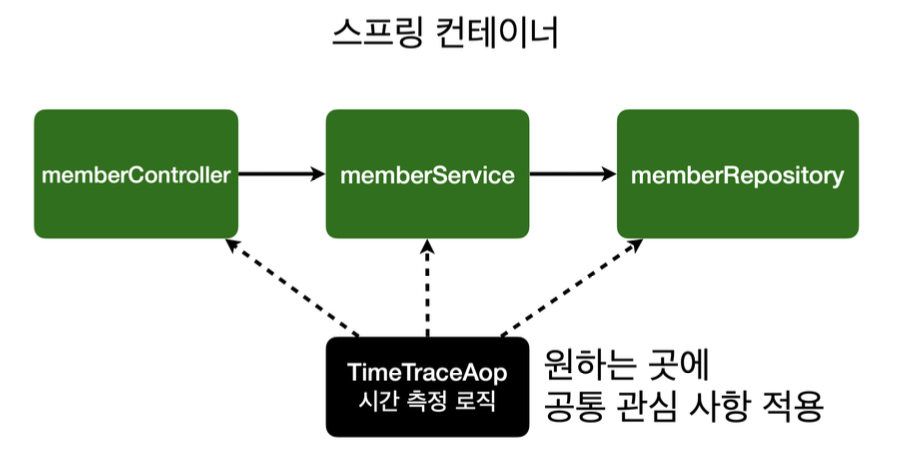 스프링 컨테이너
memberController
memberService
memberRepository
TimeTraceAop
시간 측정 로직
원하는 곳에
공통 관심 사항 적용